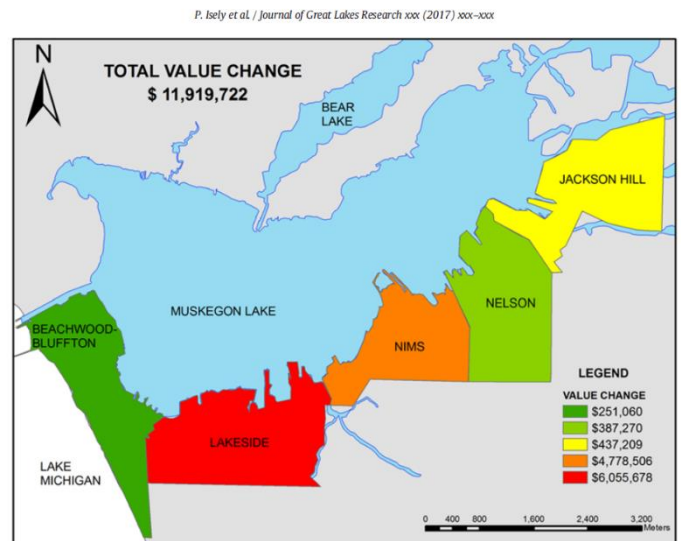 P. Isely et al. / Journal of Great Lakes Research xxx (2017) xxx–xxx
N
TOTAL VALUE CHANGE
$ 11,919,722
BEAR
LAKE
JACKSON HILL
MUSKEGON LAKE
NELSON
BEACHWOOD-
BLUFFTON
NIMS
LEGEND
VALUE CHANGE
$251,060
$387,270
$437,209
$4,778,506
$6,055,678
LAKESIDE
LAKE
MICHIGAN
0 400 800 1,600 2,400 3,200
Meters